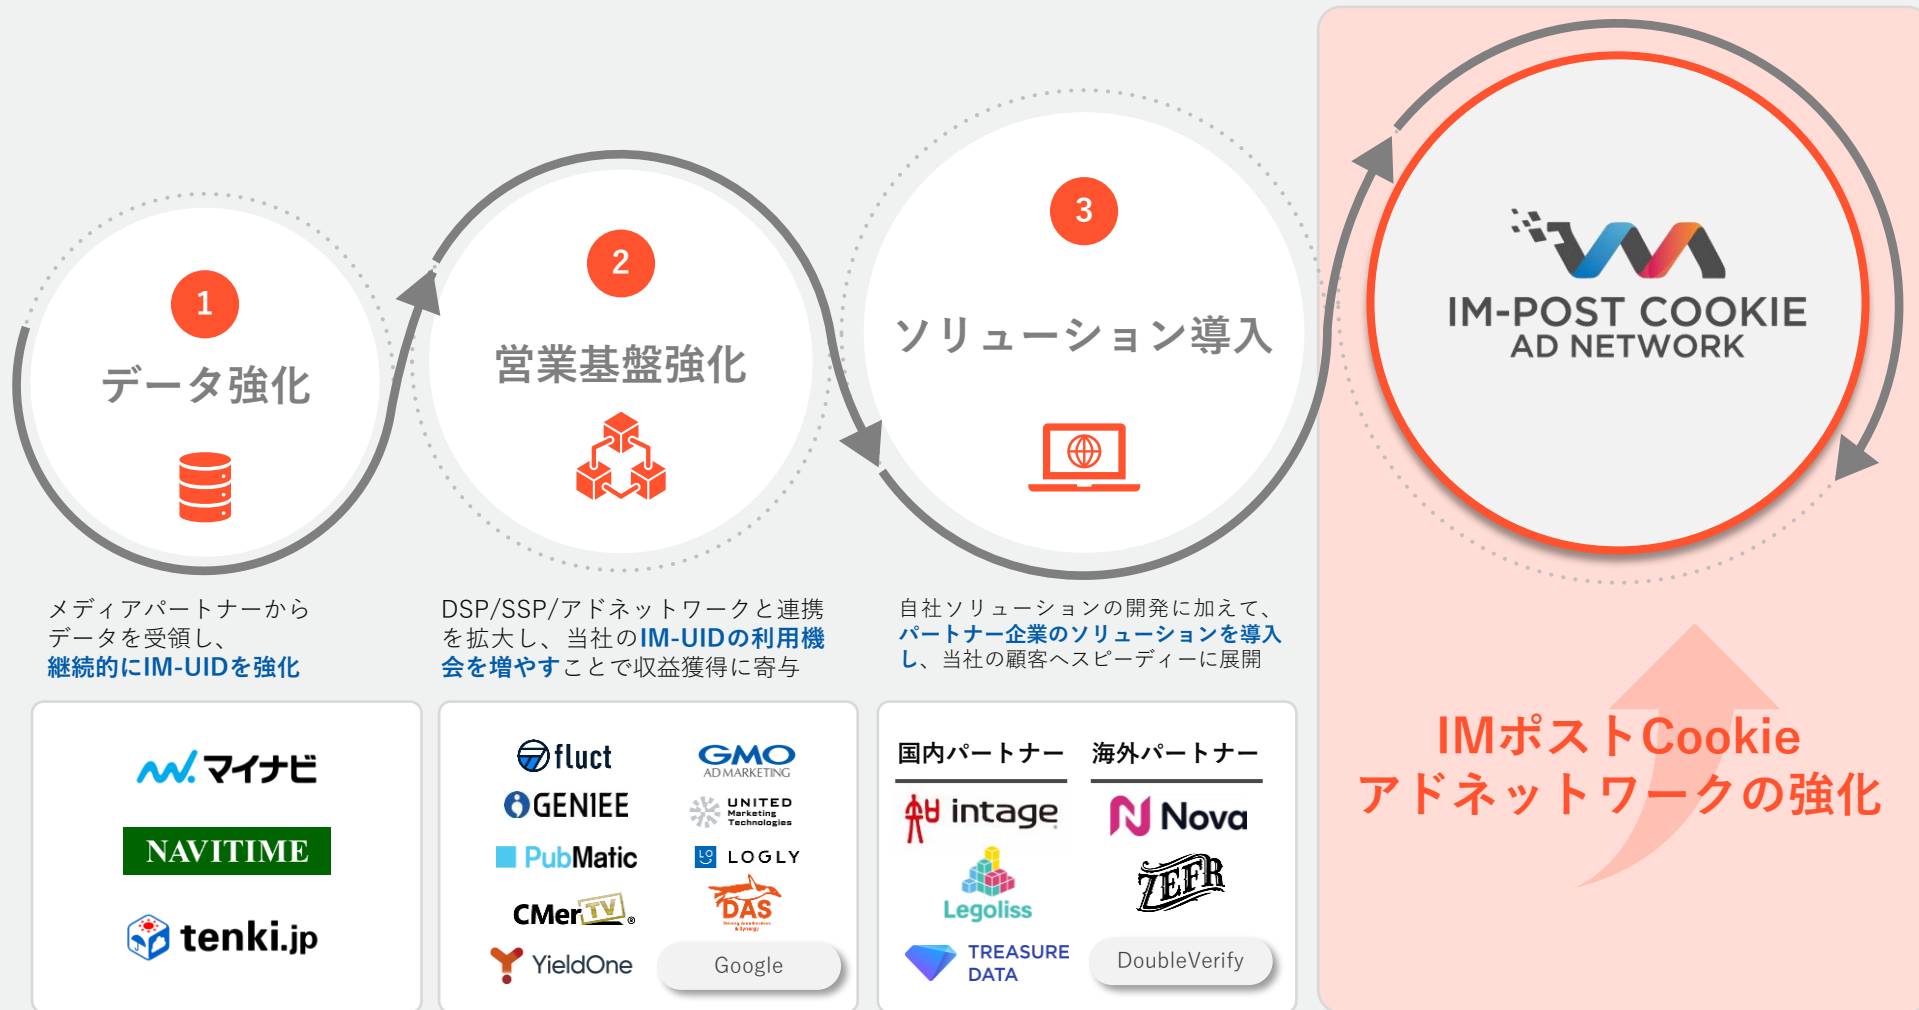 1
データ強化
メディアパートナーから
データを受領し、
継続的にIM-UIDを強化
マイナビ
NAVITIME
tenki.jp
2
営業基盤強化
DSP/SSP/アドネットワークと連携
を拡大し、当社のIM-UIDの利用機
会を増やすことで収益獲得に寄与
fluct
GMO
AD MARKETING
GENIEE
UNITED
Marketing
Technologies
PubMatic
LOGLY
CMerTV®
DAS
Driving Acceleration
& Synergy
YieldOne
Google
3
ソリューション導入
自社ソリューションの開発に加えて、
パートナー企業のソリューションを導入
し、当社の顧客へスピーディーに展開
国内パートナー
intage
Legoliss
TREASURE
DATA
海外パートナー
Nova
ZEFR
DoubleVerify
IM-POST COOKIE
AD NETWORK
IMポストCookie
アドネットワークの強化